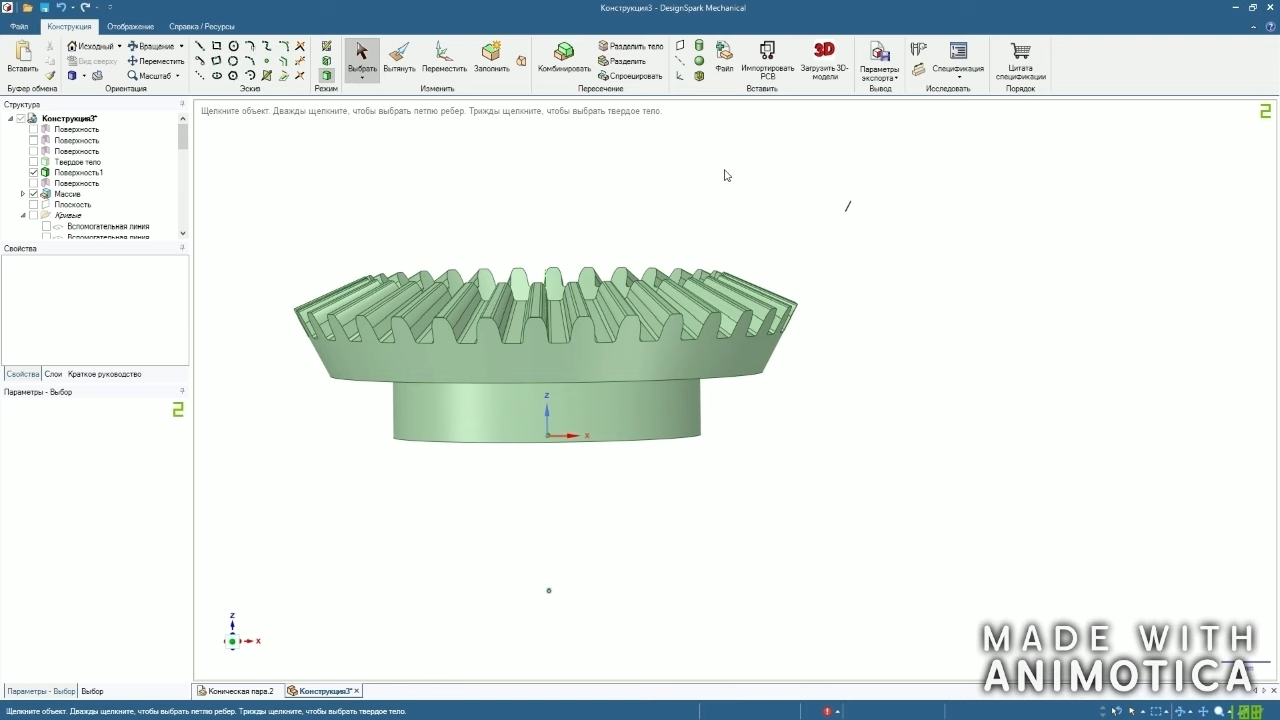 Конструкция3 - DesignSpark Mechanical
Файл Конструкция Отображение Справка / Ресурсы
Вставить
Исходный
Вид сверху
Вращение
Переместить
Масштаб
Выбрать Вытянуть Переместить Заполнить
Комбинировать
Разделить тело
Разделить
Спроецировать
Файл
Импортировать PCB
3D
Загрузить 3D-модели
Параметры экспорта
Спецификация
Цитата спецификации
Буфер обмена Ориентация Эскиз Режим Изменить Пересечение Вставить Вывод Исследовать Порядок
Структура
Щелкните объект. Дважды щелкните, чтобы выбрать петлю ребер. Трижды щелкните, чтобы выбрать твердое тело.
2
Конструкция3*
Поверхность
Поверхность
Поверхность
Твердое тело
Поверхность1
Поверхность
Массив
Плоскость
Кривые
Вспомогательная линия
Вспомогательная линия
Свойства
Свойства Слои Краткое руководство
Параметры - Выбор
2
Z
X
Z
X
MADE WITH
ANIMOTICA
Параметры - Выбор Выбор
Коническая пара.2 Конструкция3*
Щелкните объект. Дважды щелкните, чтобы выбрать петлю ребер. Трижды щелкните, чтобы выбрать твердое тело.